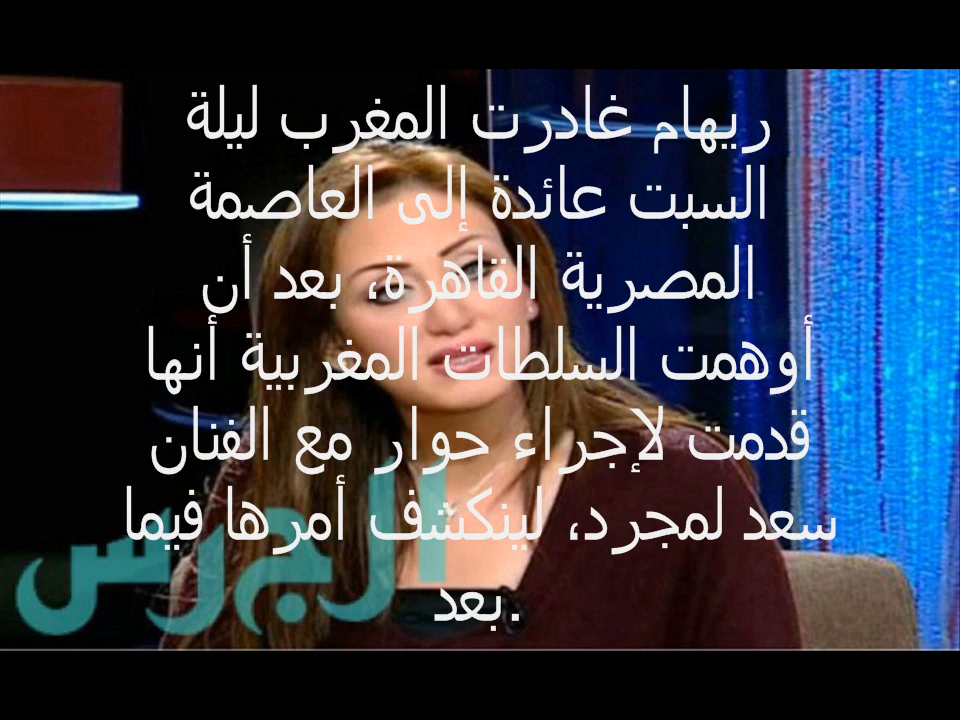 ريهام غادرت المغرب ليلة
السبت عائدة إلى العاصمة
المصرية القاهرة، بعد أن
أوهمت السلطات المغربية أنها
قدمت لإجراء حوار مع الفنان
سعد لمجرد، لينكشف أمرها فيما
بعد.
الجرس